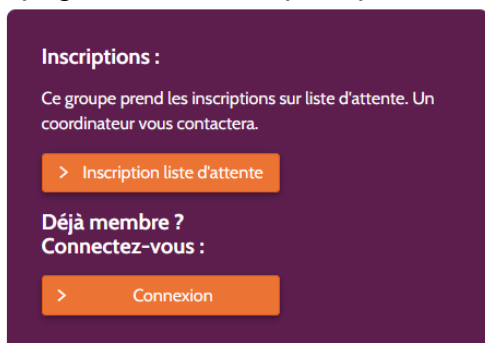 Inscriptions :
Ce groupe prend les inscriptions sur liste d'attente. Un
coordinateur vous contactera.
> Inscription liste d'attente
Déjà membre ?
Connectez-vous :
> Connexion